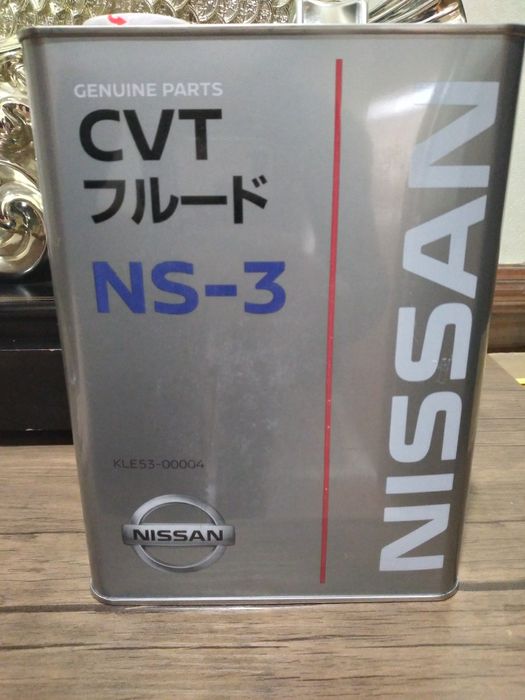 GENUINE PARTS
CVT
フルード
NS-3
KLE53-00004
NISSAN
NISSAN